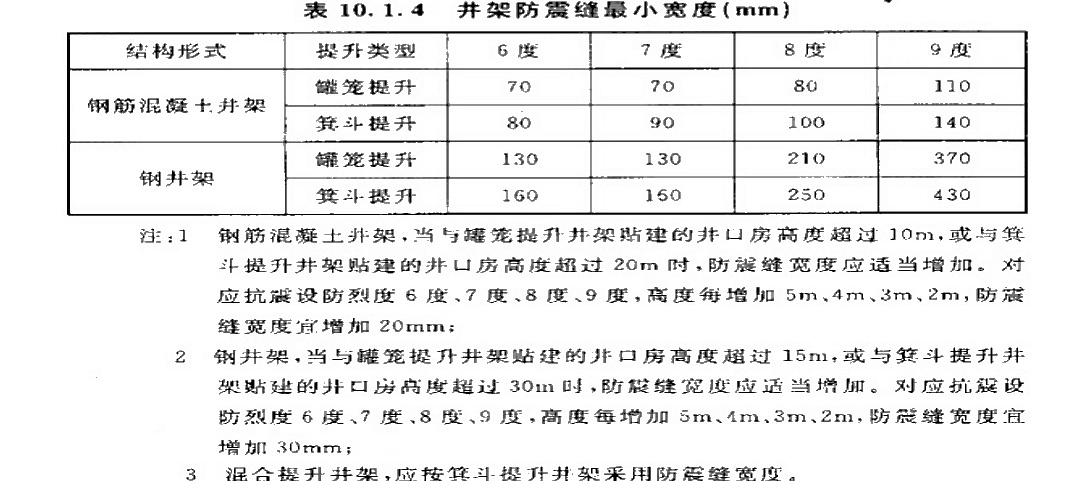 表 10.1.4 井架防震缝最小宽度(mm)
结构形式 提升类型 6度 7度 8度 9度
钢筋混凝土井架 罐笼提升 70 70 80 110
箕斗提升 80 90 100 140
钢井架 罐笼提升 130 130 210 370
箕斗提升 160 160 250 430
注:1 钢筋混凝土井架,当与罐笼提升井架贴建的井口房高度超过 10m,或与箕
斗提升井架贴建的井口房高度超过 20m 时,防震缝宽度应适当增加。对
应抗震设防烈度 6 度、7 度、8 度、9 度,高度每增加 5m、4m、3m、2m,防震
缝宽度宜增加 20mm;
2 钢井架,当与罐笼提升井架贴建的井口房高度超过 15m,或与箕斗提升井
架贴建的井口房高度超过 30m 时,防震缝宽度应适当增加。对应抗震设
防烈度 6 度、7 度、8 度、9 度,高度每增加 5m、4m、3m、2m,防震缝宽度宜
增加 30mm;
3 混合提升井架,应按箕斗提升井架采用防震缝宽度。